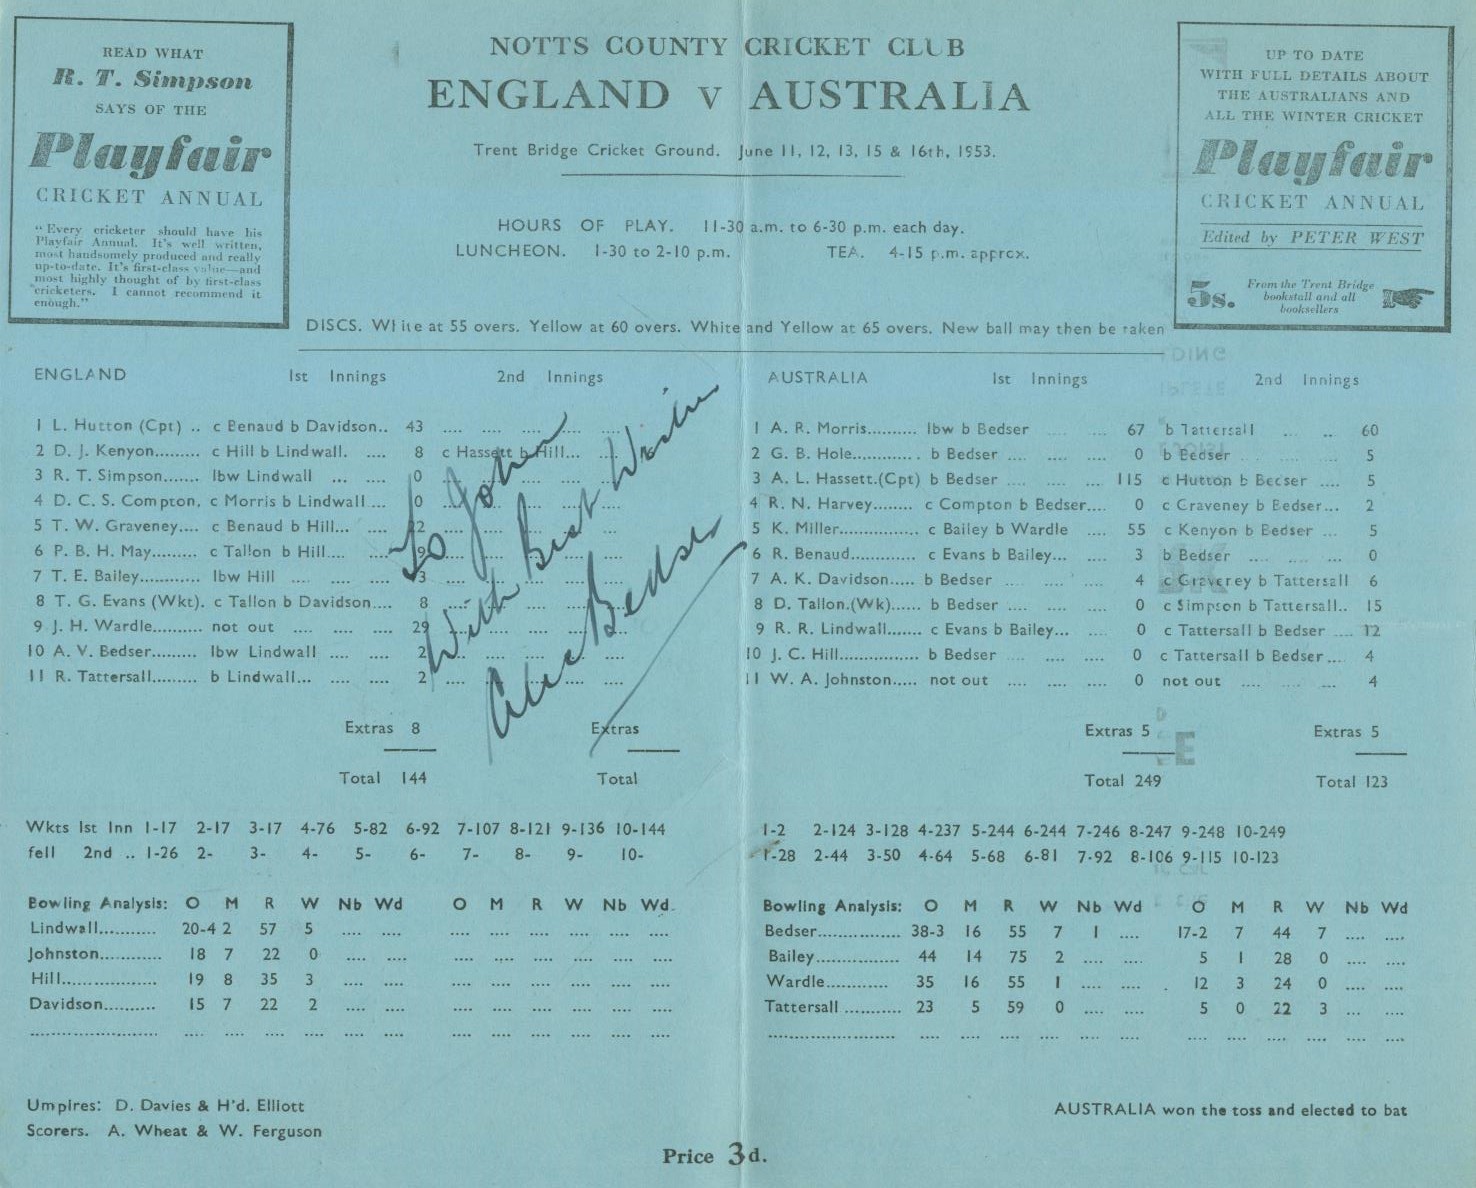 READ WHAT
R. T. Simpson
SAYS OF THE
Playfair
CRICKET ANNUAL
"Every cricketer should have his
Playfair Annual. It's well written,
most handsomely produced and really
up-to-date. It's first-class value—and
most highly thought of by first-class
cricketers. I cannot recommend it
enough."
NOTTS COUNTY CRICKET CLUB
ENGLAND v AUSTRALIA
Trent Bridge Cricket Ground. June 11, 12, 13, 15 & 16th, 1953.
HOURS OF PLAY. 11-30 a.m. to 6-30 p.m. each day.
LUNCHEON. 1-30 to 2-10 p.m. TEA. 4-15 p.m. approx.
DISCS. White at 55 overs. Yellow at 60 overs. White and Yellow at 65 overs. New ball may then be taken
UP TO DATE
WITH FULL DETAILS ABOUT
THE AUSTRALIANS AND
ALL THE WINTER CRICKET
Playfair
CRICKET ANNUAL
Edited by PETER WEST
5s. From the Trent Bridge
bookstall and all
booksellers
ENGLAND 1st Innings 2nd Innings
1 L. Hutton (Cpt) .. c Benaud b Davidson.. 43 .... .... .... ....
2 D. J. Kenyon......... c Hill b Lindwall. .... 8 c Hassett b Hill... ....
3 R. T. Simpson....... lbw Lindwall ... .... 0
4 D. C. S. Compton. c Morris b Lindwall .... 0
5 T. W. Graveney.... c Benaud b Hill... .... 22
6 P. B. H. May........ c Tallon b Hill.... .... 9
7 T. E. Bailey............ lbw Hill .... .... .... 3
8 T. G. Evans (Wkt). c Tallon b Davidson.... 8
9 J. H. Wardle.......... not out .... .... .... 29
10 A. V. Bedser......... lbw Lindwall .... .... 2
11 R. Tattersall......... b Lindwall... .... .... 2
Extras 8 Extras
Total 144 Total
To John
With Best Wishes
Alec Bedser
Wkts 1st Inn 1-17 2-17 3-17 4-76 5-82 6-92 7-107 8-121 9-136 10-144
fell 2nd .. 1-26 2- 3- 4- 5- 6- 7- 8- 9- 10-
Bowling Analysis: O M R W Nb Wd O M R W Nb Wd.
Lindwall........... 20-4 2 57 5 .... .... .... .... .... .... .... ....
Johnston............ 18 7 22 0 .... .... .... .... .... .... .... ....
Hill................... 19 8 35 3 .... .... .... .... .... .... .... ....
Davidson.......... 15 7 22 2 .... .... .... .... .... .... .... ....
Umpires: D. Davies & H'd. Elliott
Scorers. A. Wheat & W. Ferguson
AUSTRALIA 1st Innings 2nd Innings
1 A. R. Morris.......... lbw b Bedser .... .... 67 b Tattersall ... .. 60
2 G. B. Hole............ b Bedser .... .... .... 0 b Bedser 5
3 A. L. Hassett.(Cpt) b Bedser .... .... 115 c Hutton b Bedser .... 5
4 R. N. Harvey........ c Compton b Bedser.... 0 c Graveney b Bedser... 2
5 K. Miller................ c Bailey b Wardle .... 55 c Kenyon b Bedser ... 5
6 R. Benaud............ c Evans b Bailey... .... 3 b Bedser 0
7 A. K. Davidson..... b Bedser .... .... .... 4 c Graveney b Tattersall 6
8 D. Tallon.(Wk)...... b Bedser .... .... .... 0 c Simpson b Tattersall.. 15
9 R. R. Lindwall....... c Evans b Bailey... .... 0 c Tattersall b Bedser .... 12
10 J. C. Hill................ b Bedser .... .... .... 0 c Tattersall b Bedser .... 4
11 W. A. Johnston..... not out .... .... .... 0 not out .... .... ... 4
Extras 5 Extras 5
Total 249 Total 123
1-2 2-124 3-128 4-237 5-244 6-244 7-246 8-247 9-248 10-249
1-28 2-44 3-50 4-64 5-68 6-81 7-92 8-106 9-115 10-123
Bowling Analysis: O M R W Nb Wd O M R W Nb Wd
Bedser............... 38-3 16 55 7 1 .... 17-2 7 44 7 .... ....
Bailey................ 44 14 75 2 .... .... 5 1 28 0 .... ....
Wardle............... 35 16 55 1 .... .... 12 3 24 0 .... ....
Tattersall ........... 23 5 59 0 .... .... 5 0 22 3 ... ....
AUSTRALIA won the toss and elected to bat
Price 3d.